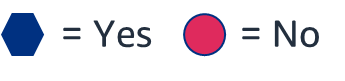 = Yes = No